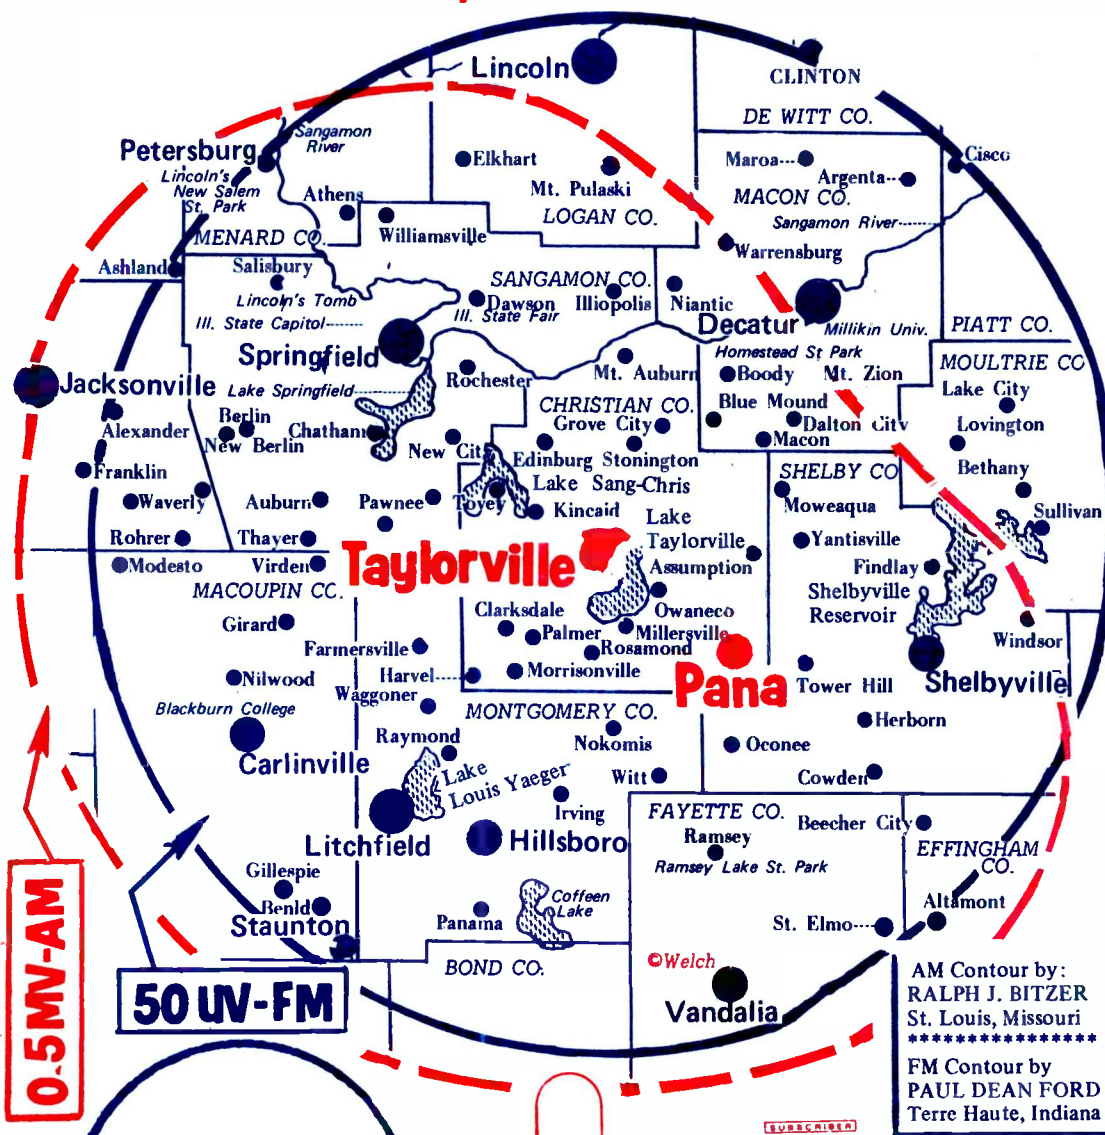 Lincoln
CLINTON
DE WITT CO.
Sangamon
River
Petersburg
Elkhart
Maroa
Cisco
Lincoln's
New Salem
St. Park
Mt. Pulaski
Argenta
MACON CO.
Athens
LOGAN CO.
Sangamon River
MENARD CO.
Williamsville
Warrensburg
Ashland
Salisbury
SANGAMON CO.
Lincoln's Tomb
Dawson
Illiopolis
Niantic
Ill. State Capitol
Ill. State Fair
Decatur
Millikin Univ.
PIATT CO.
Springfield
Homestead St Park
MOULTRIE CO
Jacksonville
Lake Springfield
Rochester
Mt. Auburn
Boody
Mt. Zion
Lake City
CHRISTIAN CO.
Blue Mound
Alexander
Berlin
New Berlin
Chatham
Grove City
Dalton City
Lovington
New City
Macon
Edinburg
Stonington
Bethany
Franklin
SHELBY CO
Lake Sang-Chris
Waverly
Auburn
Pawnee
Tovey
Kincaid
Moweaqua
Sullivan
Rohrer
Thayer
Lake
Taylorville
Yantisville
Modesto
Virden
Taylorville
Assumption
Findlay
MACOUPIN CC.
Shelbyville
Reservoir
Clarksdale
Owaneco
Girard
Palmer
Millersville
Windsor
Farmersville
Rosamond
Nilwood
Harvel
Morrisonville
Pana
Tower Hill
Shelbyville
Waggoner
Blackburn College
MONTGOMERY CO.
Herborn
Raymond
Nokomis
Oconee
Carlinville
Lake
Louis Yaeger
Witt
Cowden
Irving
FAYETTE CO.
Beecher City
Litchfield
Hillsboro
Ramsey
EFFINGHAM
CO.
Ramsey Lake St. Park
Gillespie
Benld
Coffeen
Lake
Altamont
Staunton
Panama
St. Elmo
BOND CO.
©Welch
Vandalia
0.5MV-AM
50 UV-FM
AM Contour by:
RALPH J. BITZER
St. Louis, Missouri
****************
FM Contour by
PAUL DEAN FORD
Terre Haute, Indiana
SUBSCRIBER